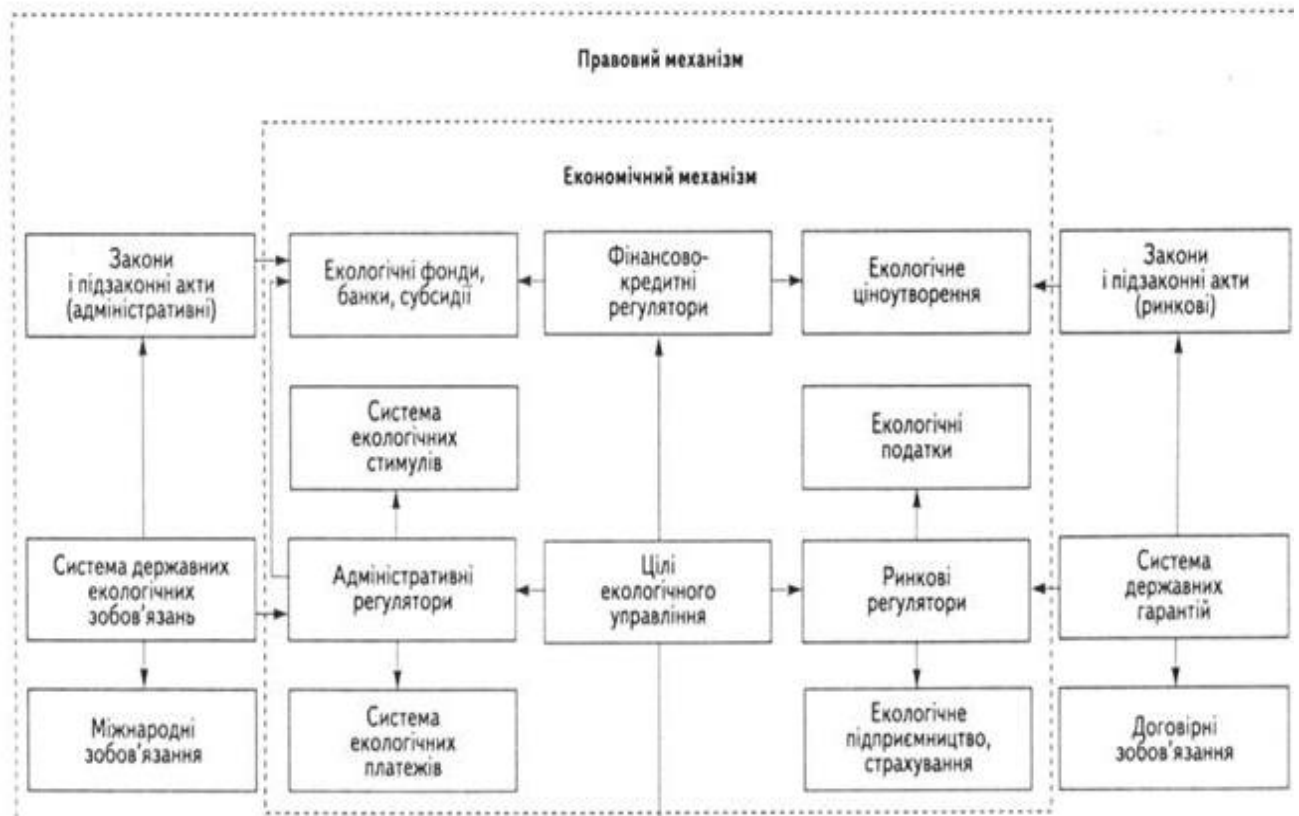 Правовий механізм
Економічний механізм
Закони
і підзаконні акти
(адміністративні)
Екологічні фонди,
банки, субсидії
Фінансово-
кредитні
регулятори
Екологічне
ціноутворення
Закони
і підзаконні акти
(ринкові)
Система
екологічних
стимулів
Екологічні
податки
Система державних
екологічних
зобов'язань
Адміністративні
регулятори
Цілі
екологічного
управління
Ринкові
регулятори
Система
державних
гарантій
Міжнародні
зобов'язання
Система
екологічних
платежів
Екологічне
підприємництво,
страхування
Договірні
зобов'язання